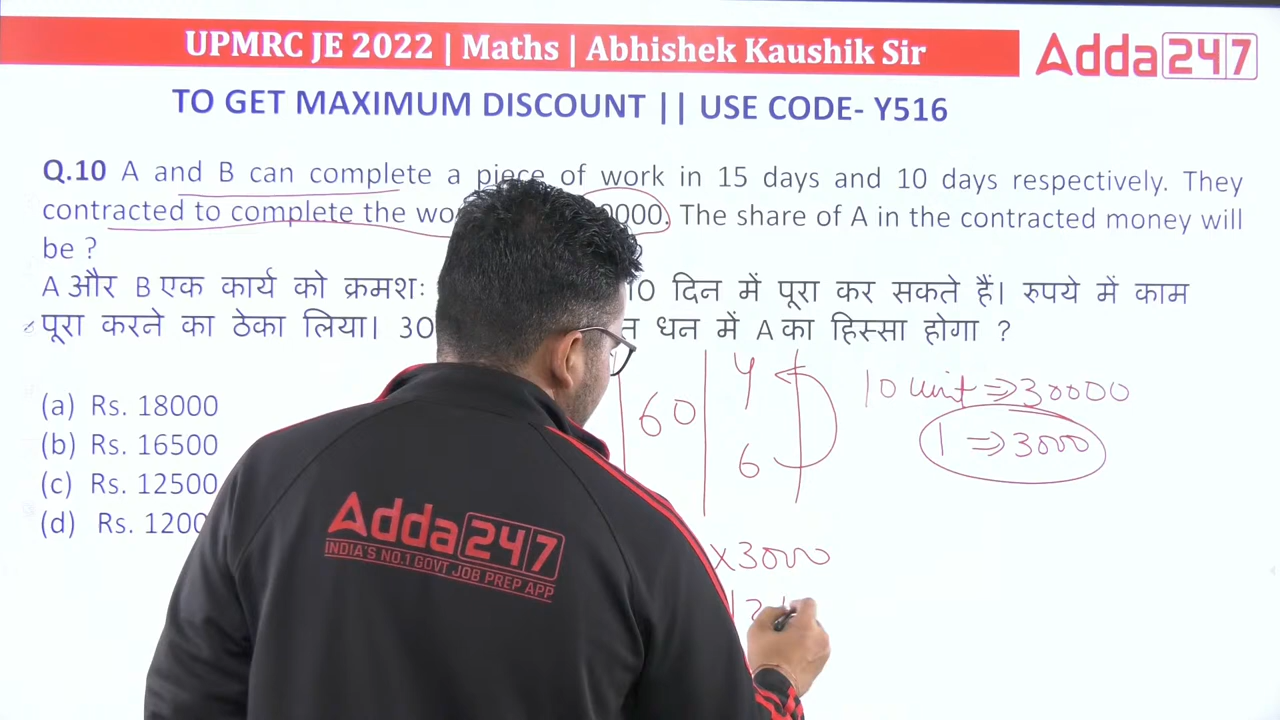 UPMRC JE 2022 | Maths | Abhishek Kaushik Sir
Adda247
TO GET MAXIMUM DISCOUNT || USE CODE- Y516
Q.10 A and B can complete a piece of work in 15 days and 10 days respectively. They
contracted to complete the 0000. The share of A in the contracted money will
be ?
A और B एक कार्य को क्रमशः 10 दिन में पूरा कर सकते हैं। रुपये में काम
पूरा करने का ठेका लिया। 30 धन में A का हिस्सा होगा ?
(a) Rs. 18000
(b) Rs. 16500
(c) Rs. 12500
(d) Rs. 1200
60
4
6
10 unit ⇒ 30000
1 ⇒ 3000
×3000
Adda247
INDIA'S NO.1 GOVT JOB PREP APP